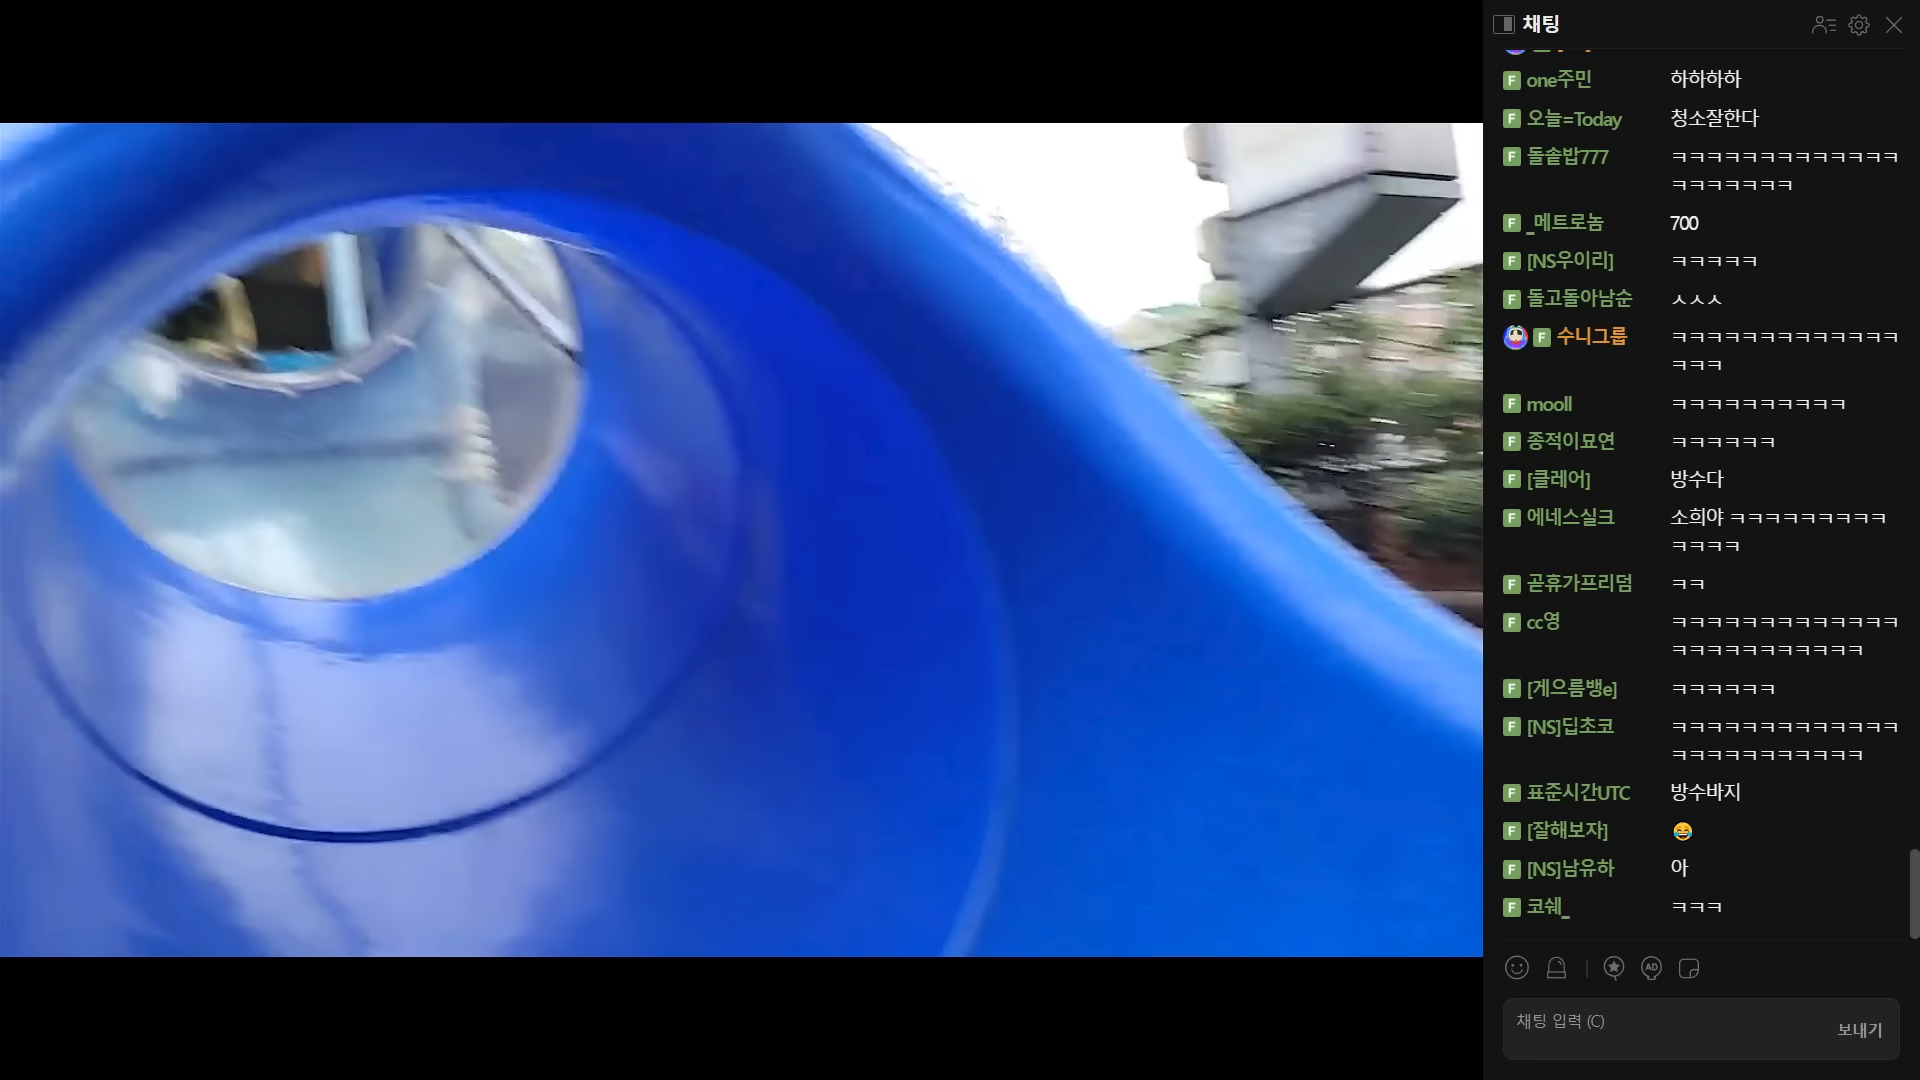 채팅
F one주민 하하하하
F 오늘=Today 청소잘한다
F 돌솥밥777 ㅋㅋㅋㅋㅋㅋㅋㅋㅋㅋㅋㅋㅋ
ㅋㅋㅋㅋㅋㅋㅋ
F _메트로놈 700
F [NS우이리] ㅋㅋㅋㅋㅋ
F 돌고돌아남순 ㅅㅅㅅ
F 수니그룹 ㅋㅋㅋㅋㅋㅋㅋㅋㅋㅋㅋㅋㅋ
ㅋㅋㅋ
F mooll ㅋㅋㅋㅋㅋㅋㅋㅋㅋㅋ
F 종적이묘연 ㅋㅋㅋㅋㅋㅋ
F [클레어] 방수다
F 에네스실크 소희야 ㅋㅋㅋㅋㅋㅋㅋㅋㅋ
ㅋㅋㅋㅋ
F 곧휴가프리덤 ㅋㅋ
F cc영 ㅋㅋㅋㅋㅋㅋㅋㅋㅋㅋㅋㅋㅋ
ㅋㅋㅋㅋㅋㅋㅋㅋㅋㅋㅋ
F [게으름뱅e] ㅋㅋㅋㅋㅋㅋ
F [NS]딥초코 ㅋㅋㅋㅋㅋㅋㅋㅋㅋㅋㅋㅋㅋ
ㅋㅋㅋㅋㅋㅋㅋㅋㅋㅋㅋ
F 표준시간UTC 방수바지
F [잘해보자] 😂
F [NS]남유하 아
F 코쉐_ ㅋㅋㅋ
AD
채팅 입력 (C)
보내기